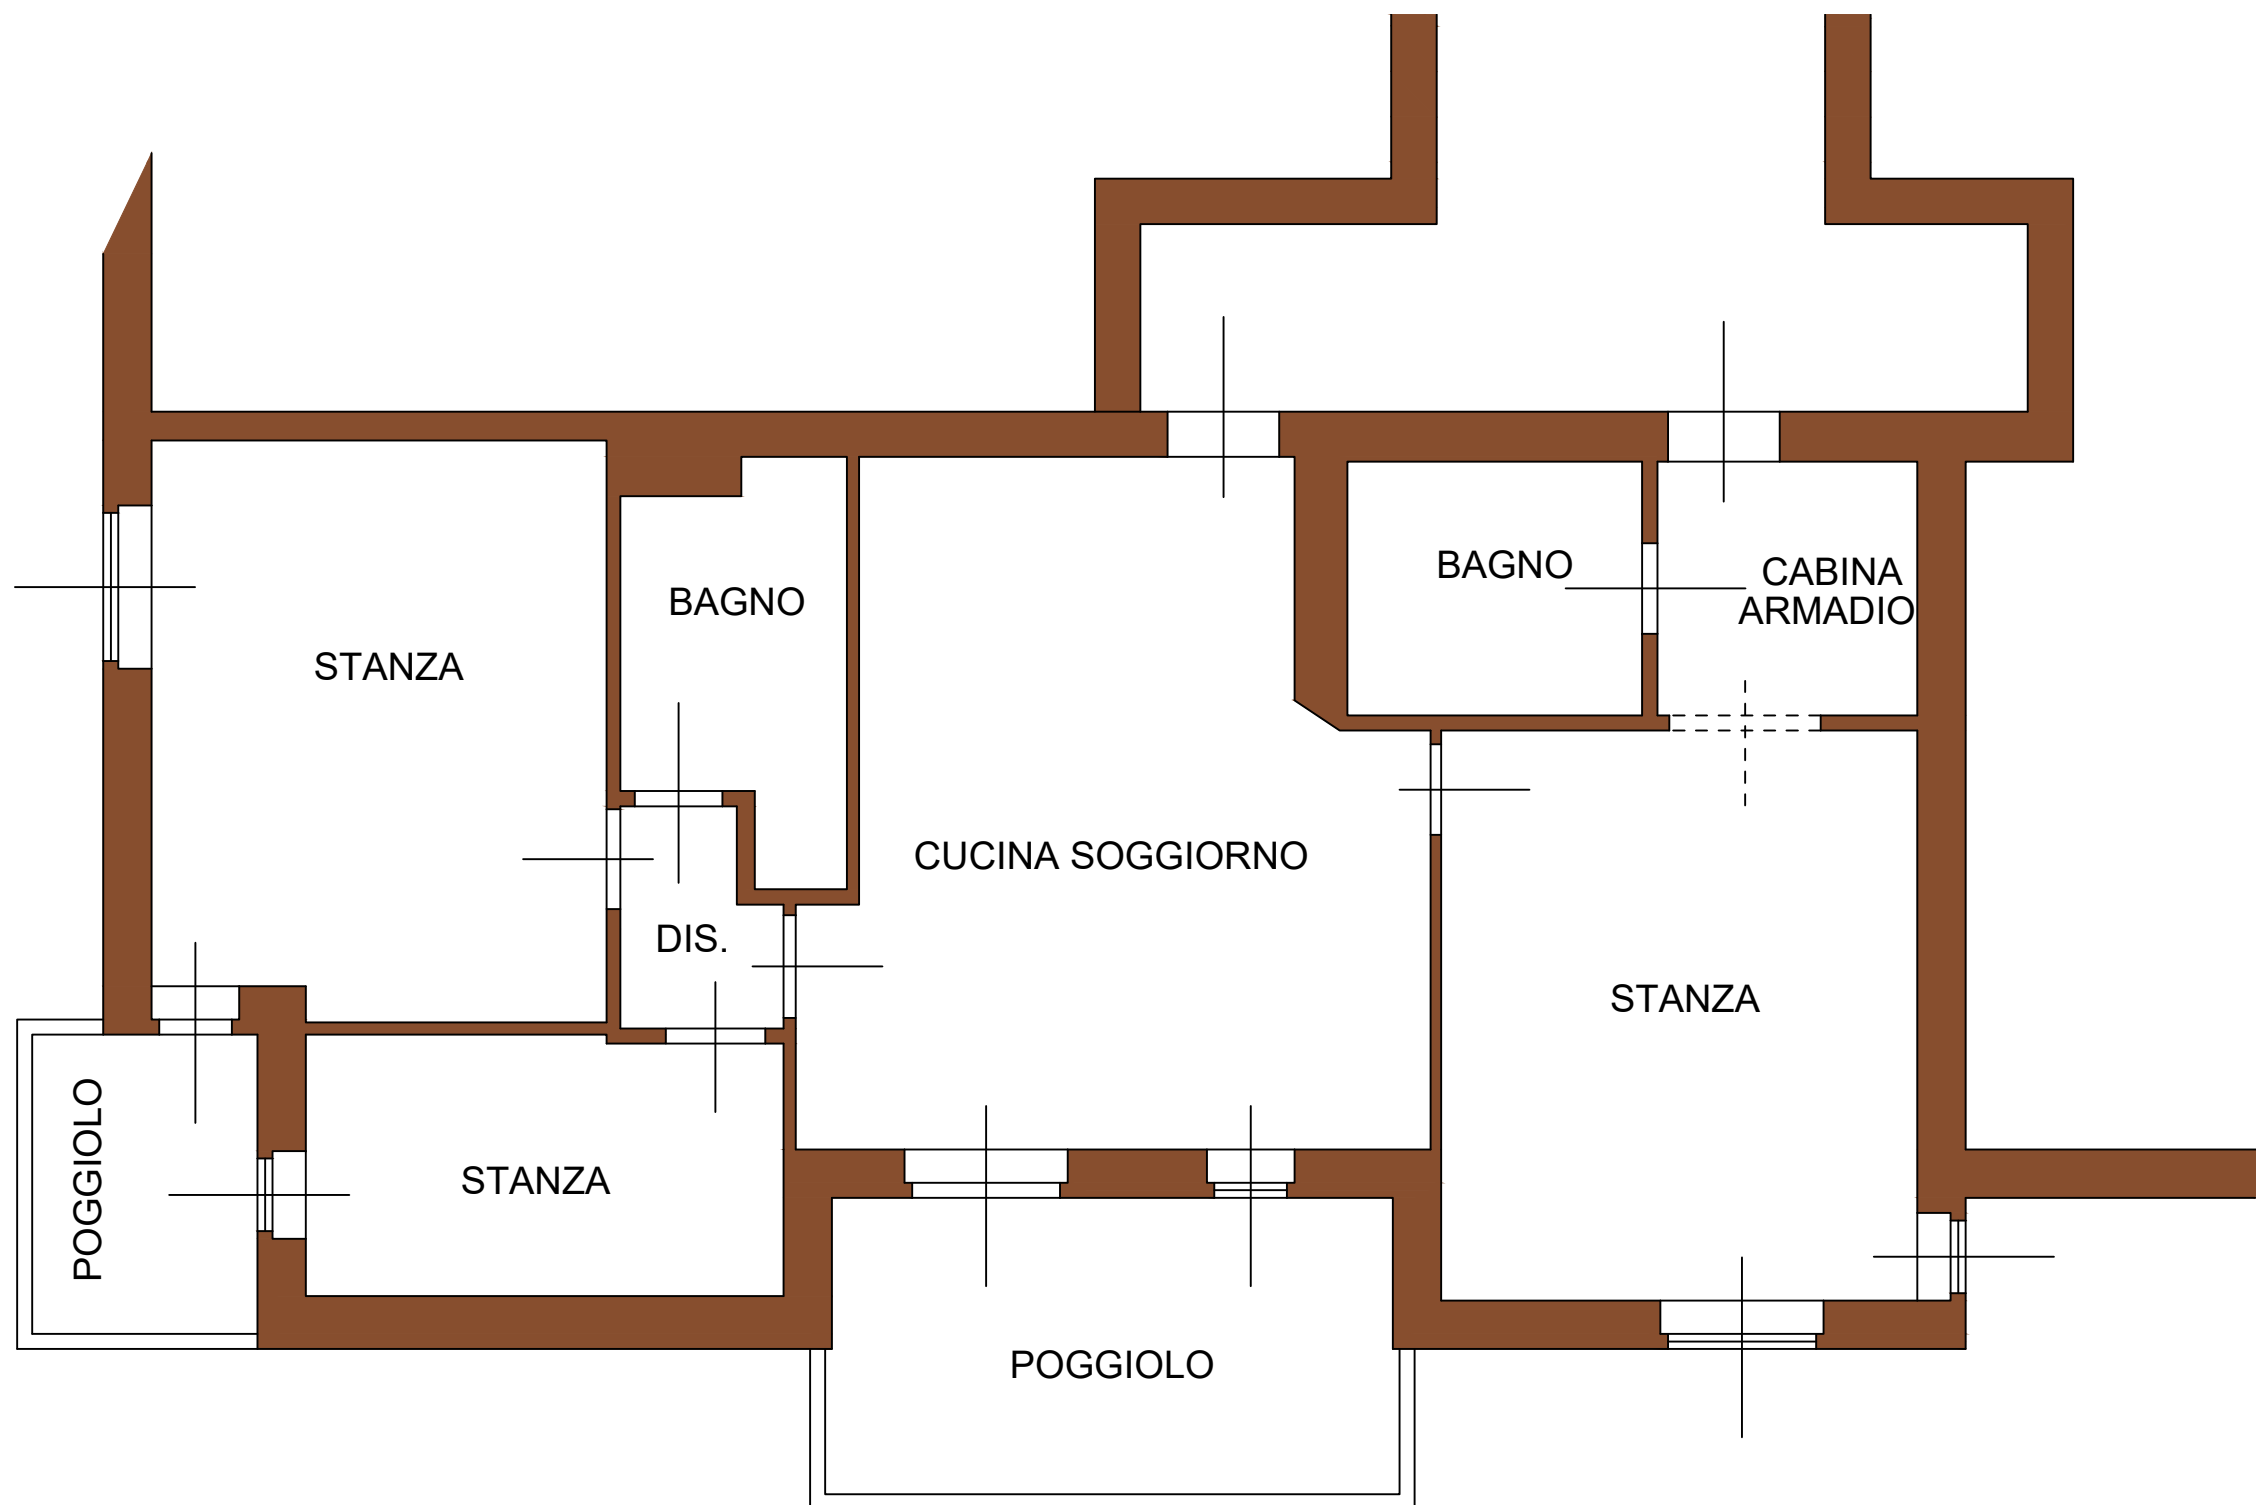 BAGNO
CABINA
ARMADIO
BAGNO
STANZA
CUCINA SOGGIORNO
DIS.
STANZA
POGGIOLO
STANZA
POGGIOLO